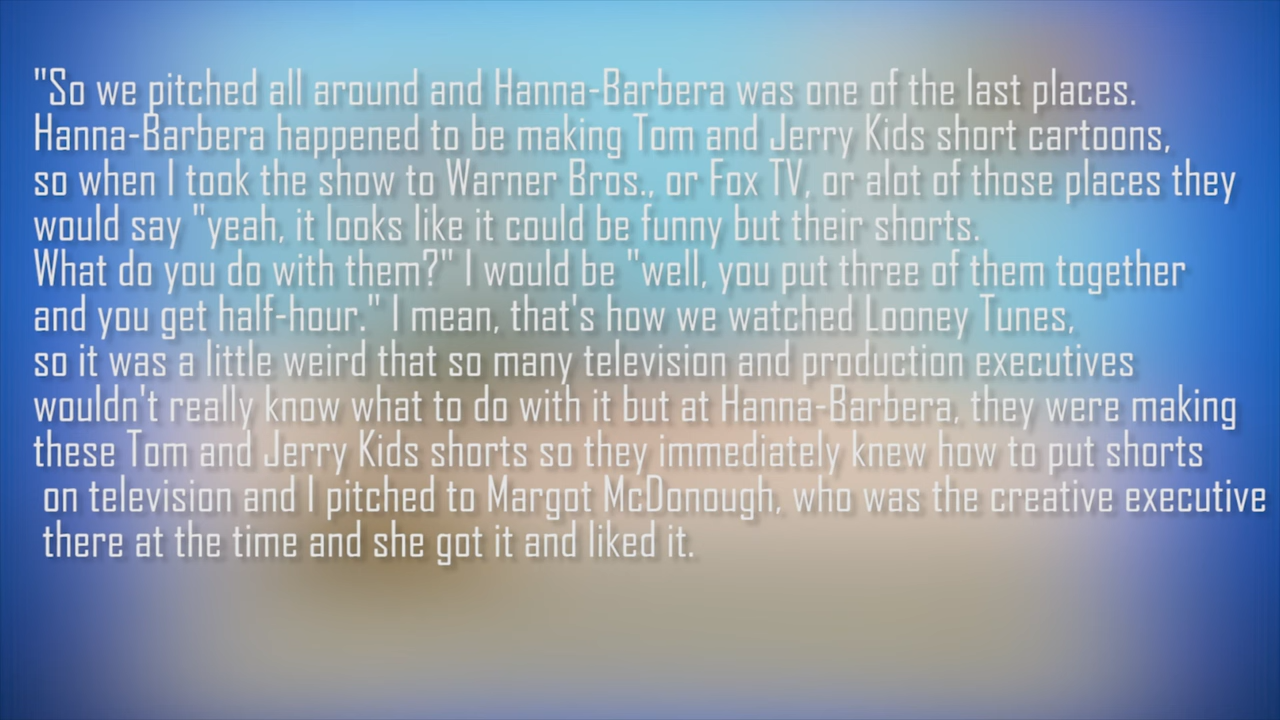 "So we pitched all around and Hanna-Barbera was one of the last places.
Hanna-Barbera happened to be making Tom and Jerry Kids short cartoons,
so when I took the show to Warner Bros., or Fox TV, or alot of those places they
would say "yeah, it looks like it could be funny but their shorts.
What do you do with them?" I would be "well, you put three of them together
and you get half-hour." I mean, that's how we watched Looney Tunes,
so it was a little weird that so many television and production executives
wouldn't really know what to do with it but at Hanna-Barbera, they were making
these Tom and Jerry Kids shorts so they immediately knew how to put shorts
on television and I pitched to Margot McDonough, who was the creative executive
there at the time and she got it and liked it.